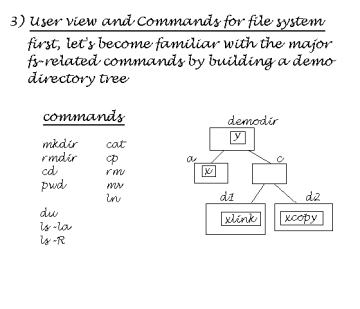 3) User view and Commands for file system
first, let's become familiar with the major
fs-related commands by building a demo
directory tree
commands
mkdir cat
rmdir cp
cd rm
pwd mv
ln
du
ls -la
ls -R
demodir
y
a c
x
d1 d2
xlink xcopy